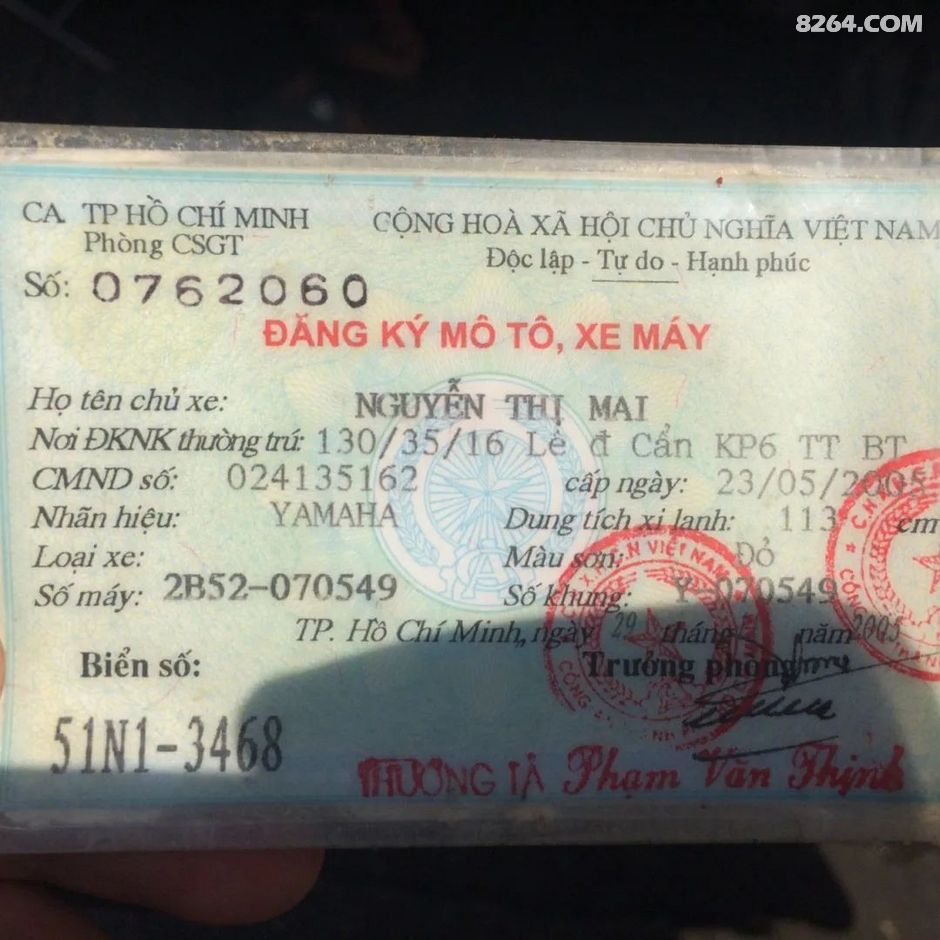 8264.COM
CA TP HỒ CHÍ MINH
Phòng CSGT
CỘNG HOÀ XÃ HỘI CHỦ NGHĨA VIỆT NAM
Độc lập - Tự do - Hạnh phúc
Số: 0762060
ĐĂNG KÝ MÔ TÔ, XE MÁY
Họ tên chủ xe: NGUYỄN THỊ MAI
Nơi ĐKNK thường trú: 130/35/16 Lê đ Cẩn KP6 TT BT
CMND số: 024135162 cấp ngày: 23/05/2005
Nhãn hiệu: YAMAHA Dung tích xi lanh: 113 cm
Loại xe: Màu sơn: Đỏ
Số máy: 2B52-070549 Số khung: Y-070549
TP. Hồ Chí Minh, ngày 29 tháng năm 2005
Biển số: Trưởng phòng
51N1-3468
THƯỢNG TÁ Phạm Văn Thịnh